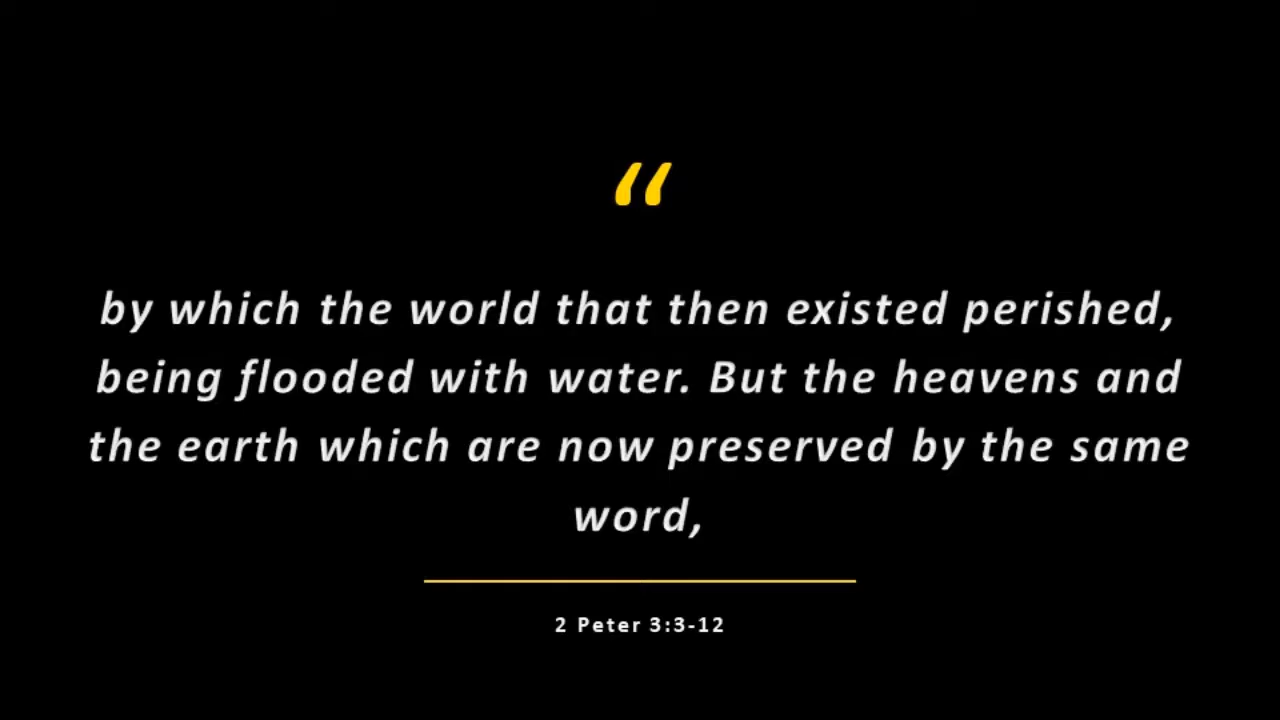 “
by which the world that then existed perished,
being flooded with water. But the heavens and
the earth which are now preserved by the same
word,
2 Peter 3:3-12